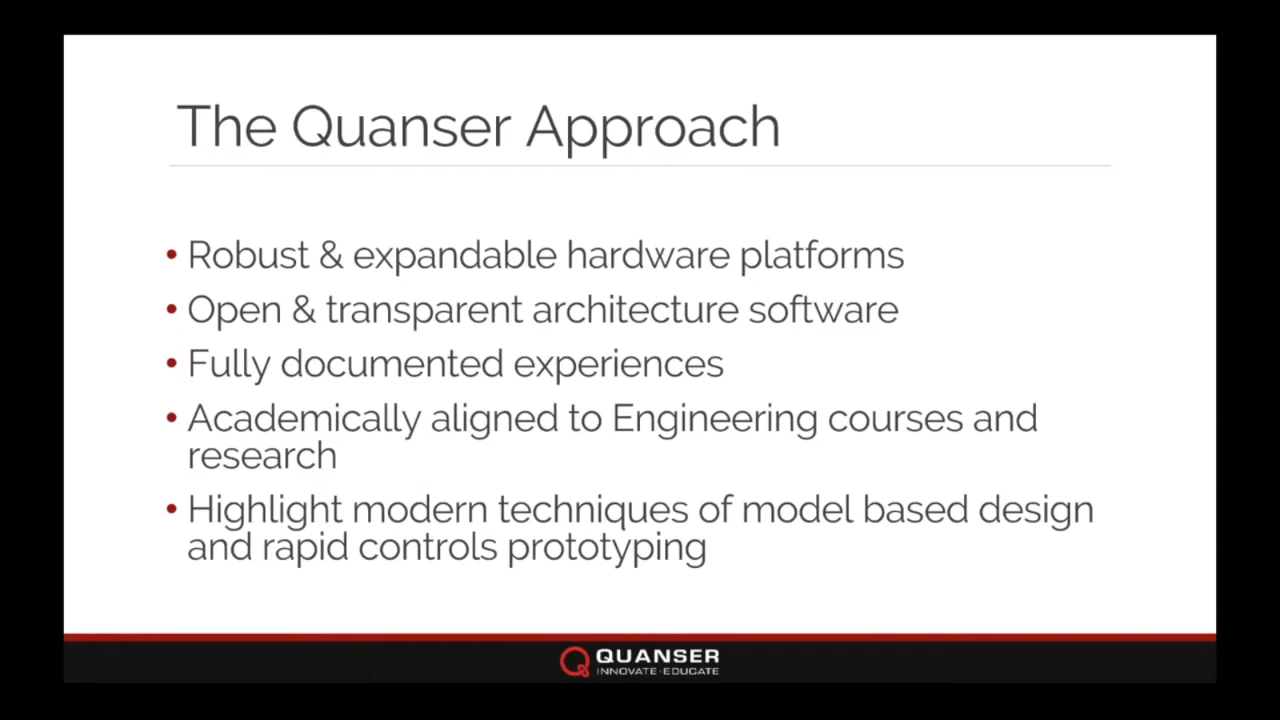 The Quanser Approach
• Robust & expandable hardware platforms
• Open & transparent architecture software
• Fully documented experiences
• Academically aligned to Engineering courses and
research
• Highlight modern techniques of model based design
and rapid controls prototyping
QUANSER
INNOVATE·EDUCATE